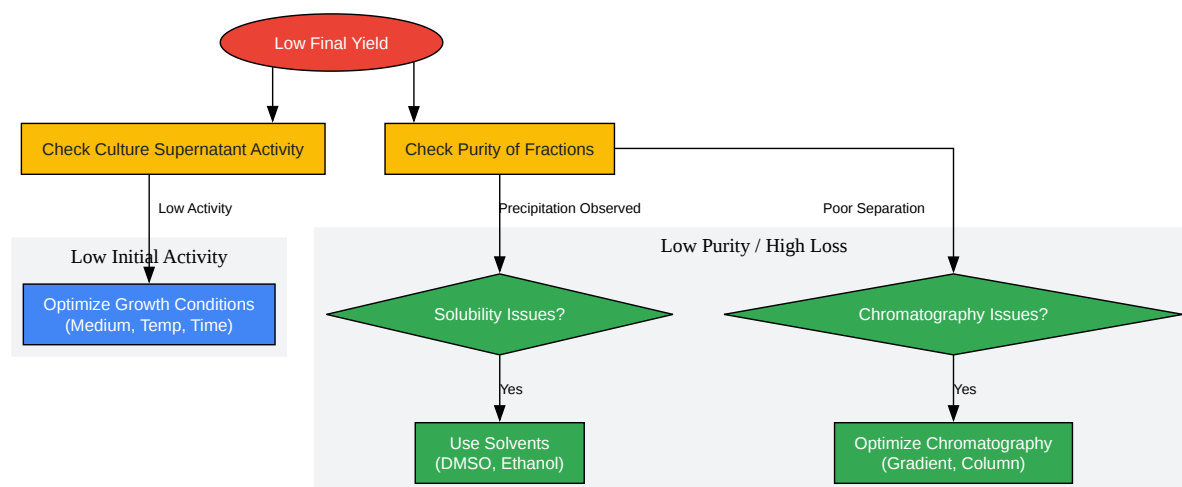 Low Final Yield
Check Culture Supernatant Activity
Check Purity of Fractions
Low Activity
Precipitation Observed
Poor Separation
Low Initial Activity
Low Purity / High Loss
Optimize Growth Conditions
(Medium, Temp, Time)
Solubility Issues?
Chromatography Issues?
Yes
Yes
Use Solvents
(DMSO, Ethanol)
Optimize Chromatography
(Gradient, Column)